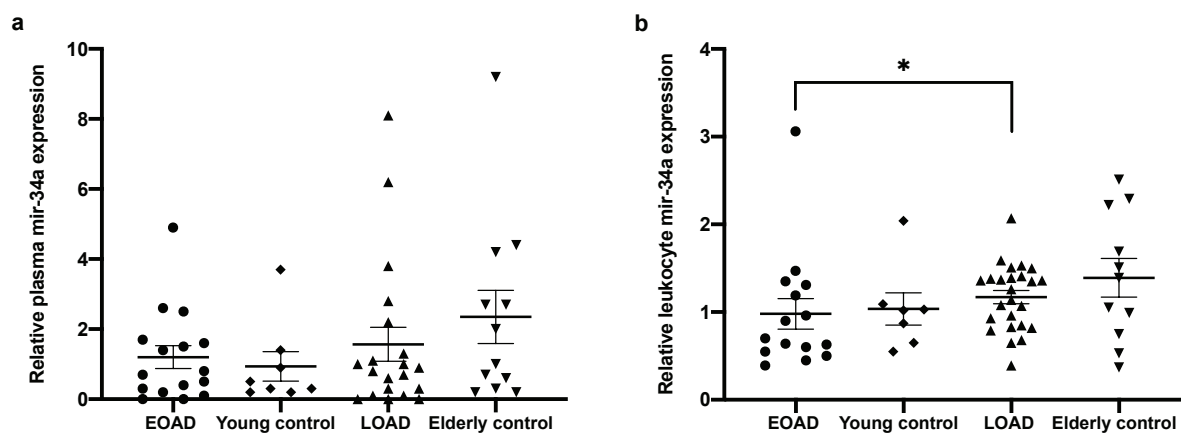 a
Relative plasma mir-34a expression
10
8
6
4
2
0
EOAD Young control LOAD Elderly control
b
Relative leukocyte mir-34a expression
4
3
2
1
0
*
EOAD Young control LOAD Elderly control